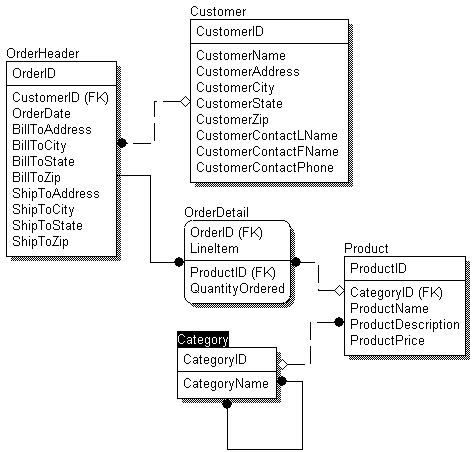 Customer
CustomerID
CustomerName
CustomerAddress
CustomerCity
CustomerState
CustomerZip
CustomerContactLName
CustomerContactFName
CustomerContactPhone
OrderHeader
OrderID
CustomerID (FK)
OrderDate
BillToAddress
BillToCity
BillToState
BillToZip
ShipToAddress
ShipToCity
ShipToState
ShipToZip
OrderDetail
OrderID (FK)
LineItem
ProductID (FK)
QuantityOrdered
Product
ProductID
CategoryID (FK)
ProductName
ProductDescription
ProductPrice
Category
CategoryID
CategoryName